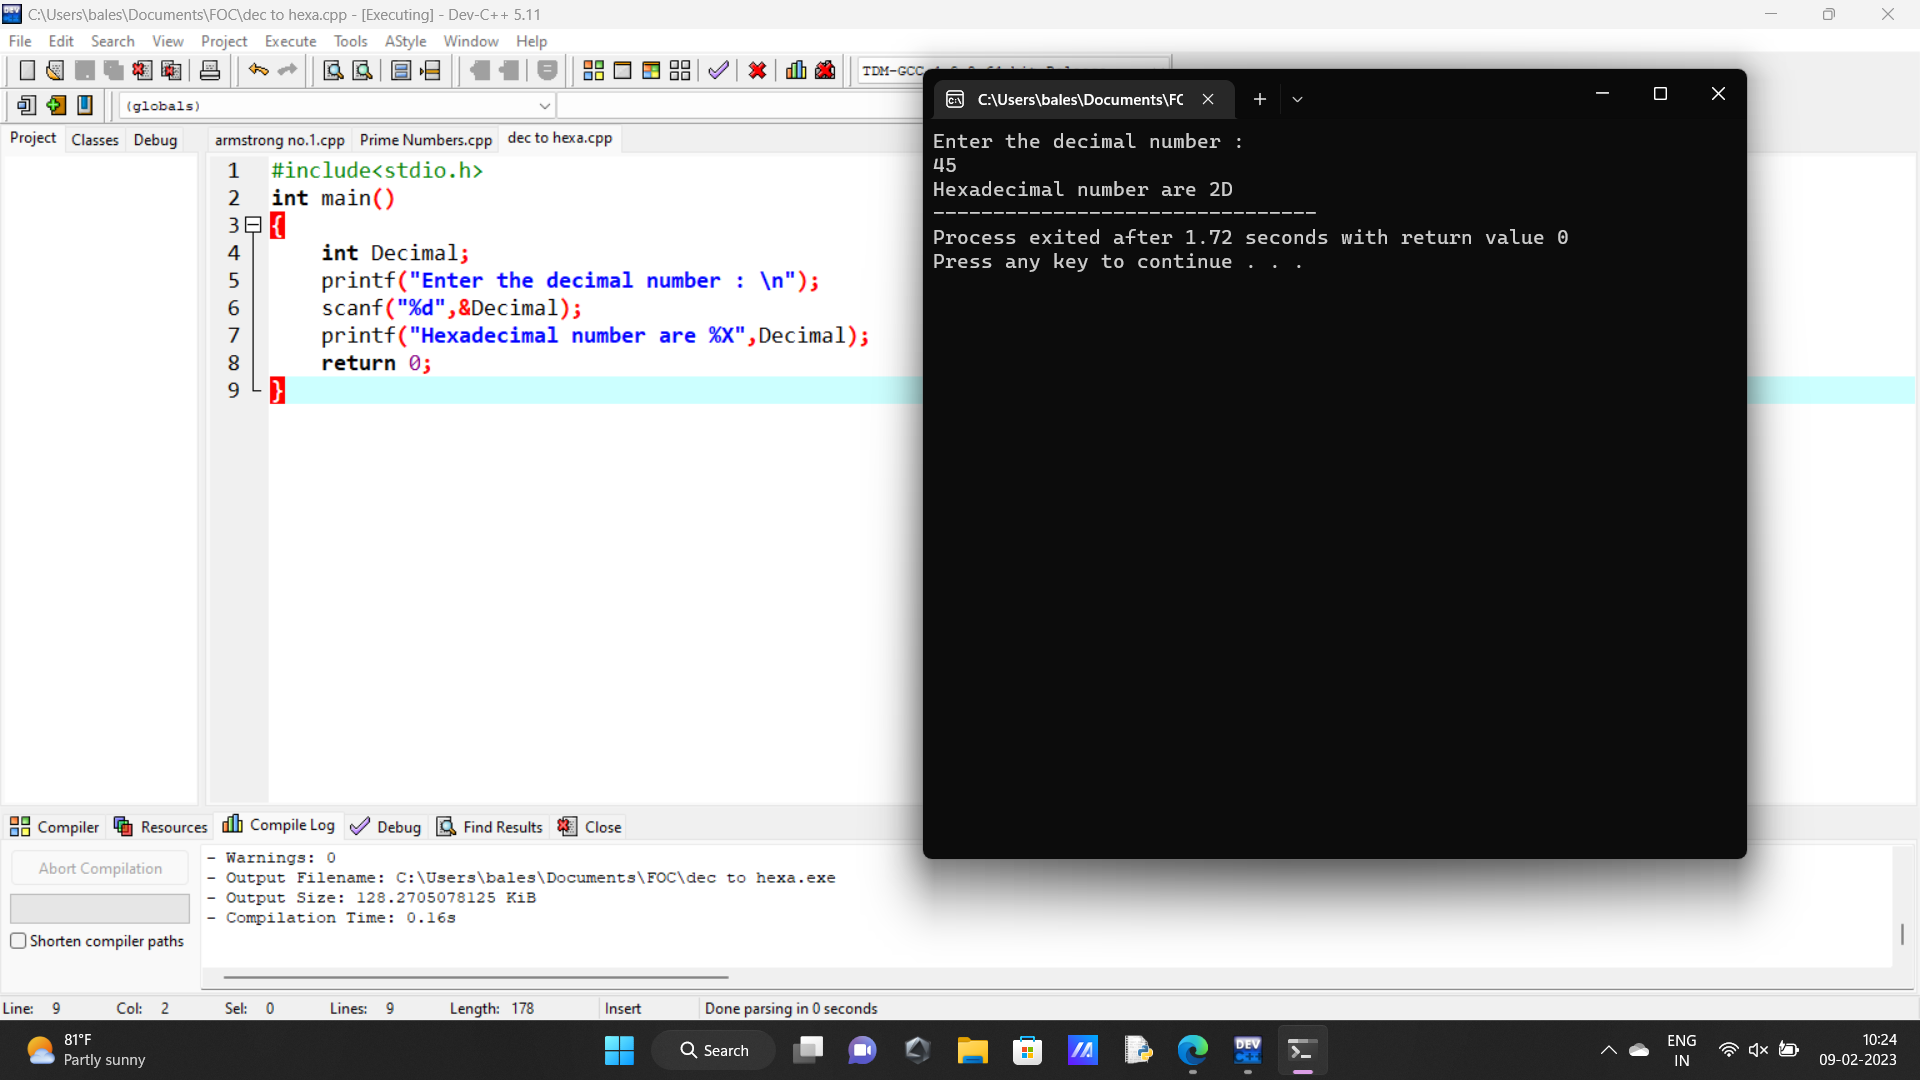 C:\Users\bales\Documents\FOC\dec to hexa.cpp - [Executing] - Dev-C++ 5.11
File Edit Search View Project Execute Tools AStyle Window Help
TDM-GCC
(globals)
Project Classes Debug
armstrong no.1.cpp Prime Numbers.cpp dec to hexa.cpp
1 #include<stdio.h>
2 int main()
3 {
4 int Decimal;
5 printf("Enter the decimal number : \n");
6 scanf("%d",&Decimal);
7 printf("Hexadecimal number are %X",Decimal);
8 return 0;
9 }
C:\Users\bales\Documents\FC
Enter the decimal number :
45
Hexadecimal number are 2D
--------------------------------
Process exited after 1.72 seconds with return value 0
Press any key to continue . . .
Compiler Resources Compile Log Debug Find Results Close
Abort Compilation
Shorten compiler paths
- Warnings: 0
- Output Filename: C:\Users\bales\Documents\FOC\dec to hexa.exe
- Output Size: 128.2705078125 KiB
- Compilation Time: 0.16s
Line: 9 Col: 2 Sel: 0 Lines: 9 Length: 178 Insert Done parsing in 0 seconds
81°F
Partly sunny
Search
DEV
C++
ENG
IN
10:24
09-02-2023